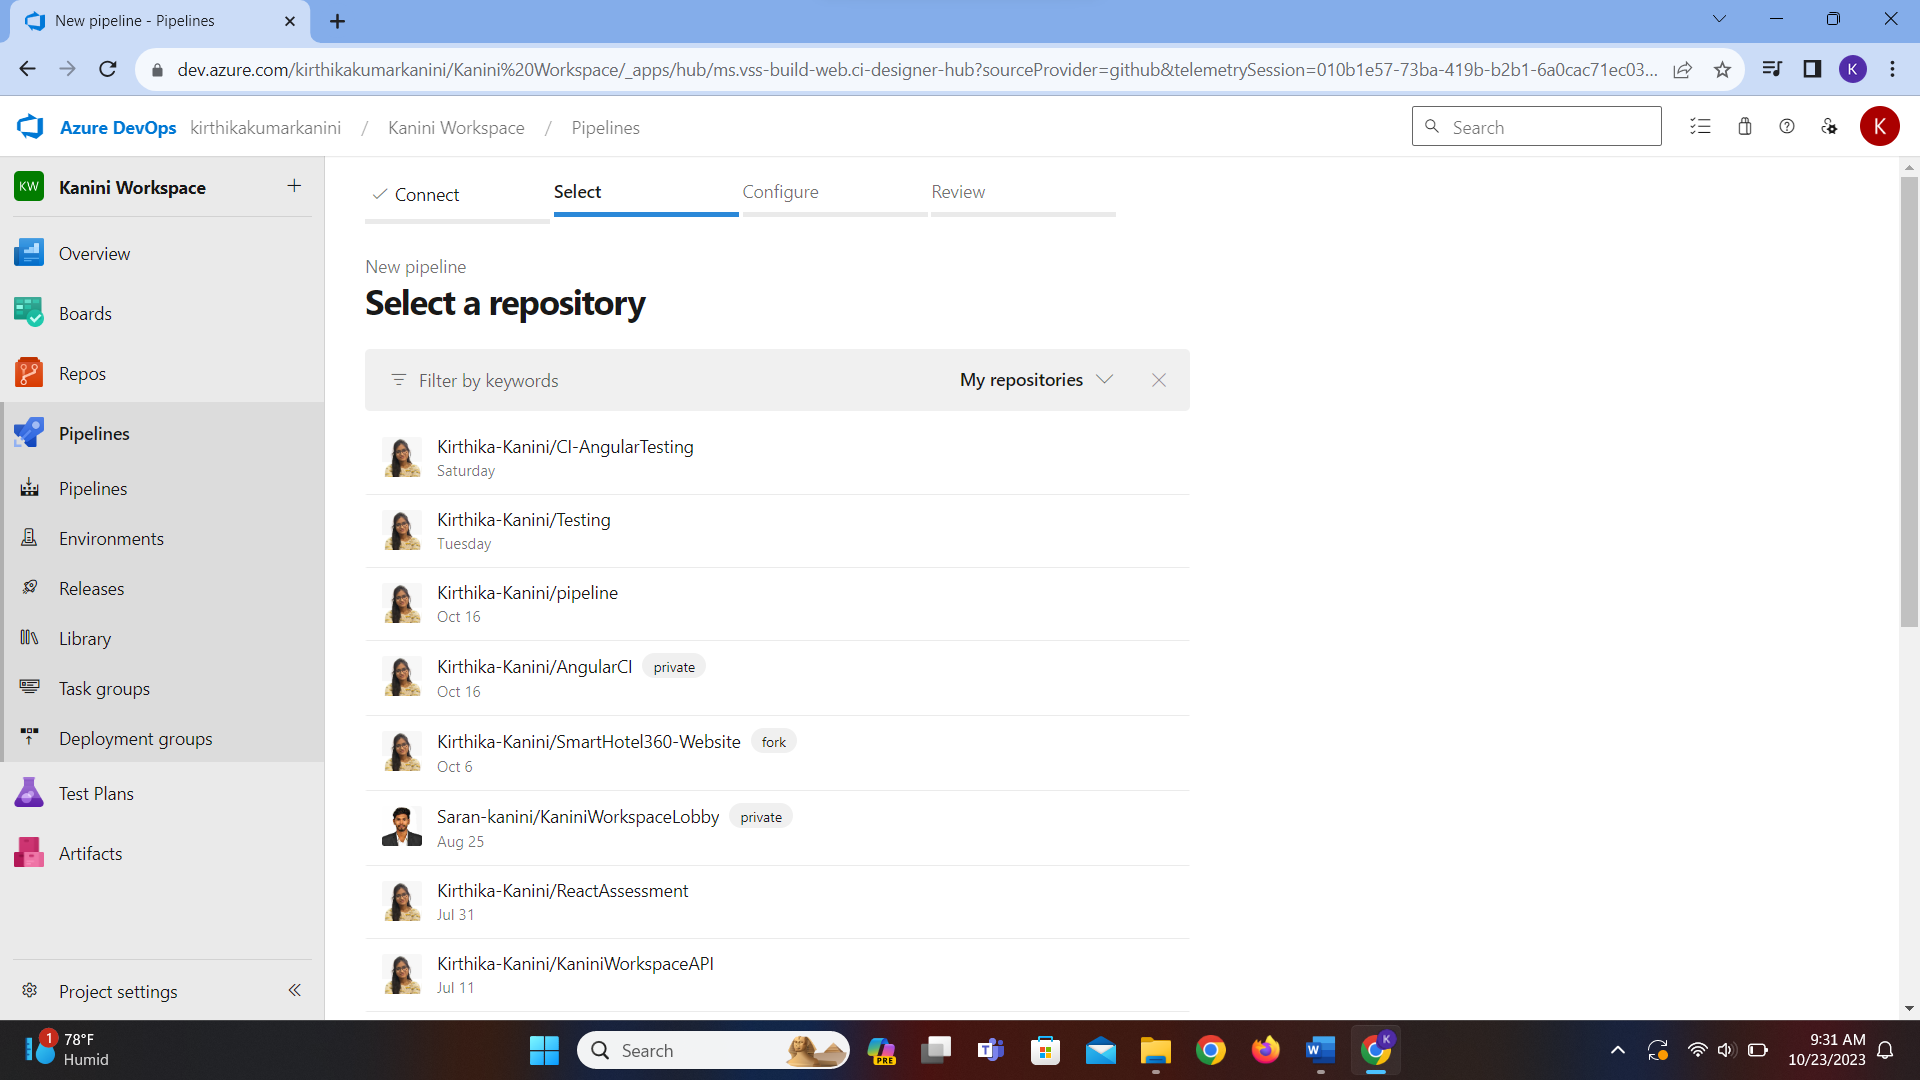 New pipeline - Pipelines
dev.azure.com/kirthikakumarkanini/Kanini%20Workspace/_apps/hub/ms.vss-build-web.ci-designer-hub?sourceProvider=github&telemetrySession=010b1e57-73ba-419b-b2b1-6a0cac71ec03...
K
Azure DevOps kirthikakumarkanini / Kanini Workspace / Pipelines
Search
K
KW Kanini Workspace
Overview
Boards
Repos
Pipelines
Pipelines
Environments
Releases
Library
Task groups
Deployment groups
Test Plans
Artifacts
Project settings
Connect Select Configure Review
New pipeline
Select a repository
Filter by keywords My repositories
Kirthika-Kanini/CI-AngularTesting
Saturday
Kirthika-Kanini/Testing
Tuesday
Kirthika-Kanini/pipeline
Oct 16
Kirthika-Kanini/AngularCI private
Oct 16
Kirthika-Kanini/SmartHotel360-Website fork
Oct 6
Saran-kanini/KaniniWorkspaceLobby private
Aug 25
Kirthika-Kanini/ReactAssessment
Jul 31
Kirthika-Kanini/KaniniWorkspaceAPI
Jul 11
1
78°F
Humid
Search
PRE
T
W
K
9:31 AM
10/23/2023